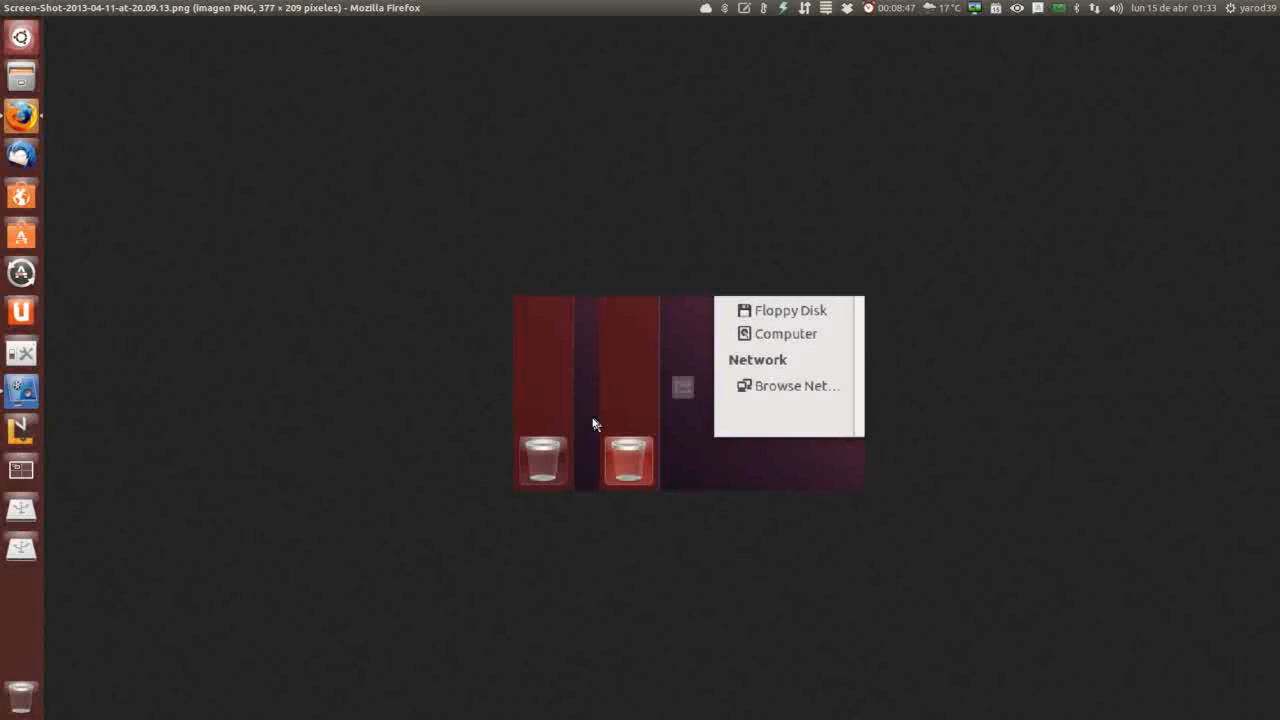 Screen-Shot-2013-04-11-at-20.09.13.png (Imagen PNG, 377 × 209 píxeles) - Mozilla Firefox
00:08:47 17 °C lun 15 de abr 01:33 yarod39
Floppy Disk
Computer
Network
Browse Net...